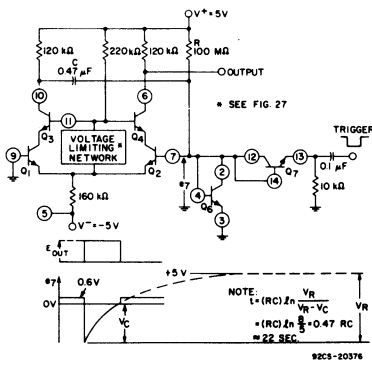 V+=5V
120 kΩ
220kΩ
120 kΩ
R
100 MΩ
C
0.47 μF
10
6
OUTPUT
* SEE FIG. 27
11
Q3
Q4
VOLTAGE
LIMITING *
NETWORK
TRIGGER
9
Q1
Q2
7
e7
2
12
13
Q7
0.1 μF
4
14
Q6
3
10 kΩ
160 kΩ
5
V-=-5V
EOUT
e7
0.6V
+5 V
0V
VC
VR
NOTE:
t=(RC) ln VR
VR-VC
=(RC) ln 8/5=0.47 RC
≈ 22 SEC.
92CS-20376